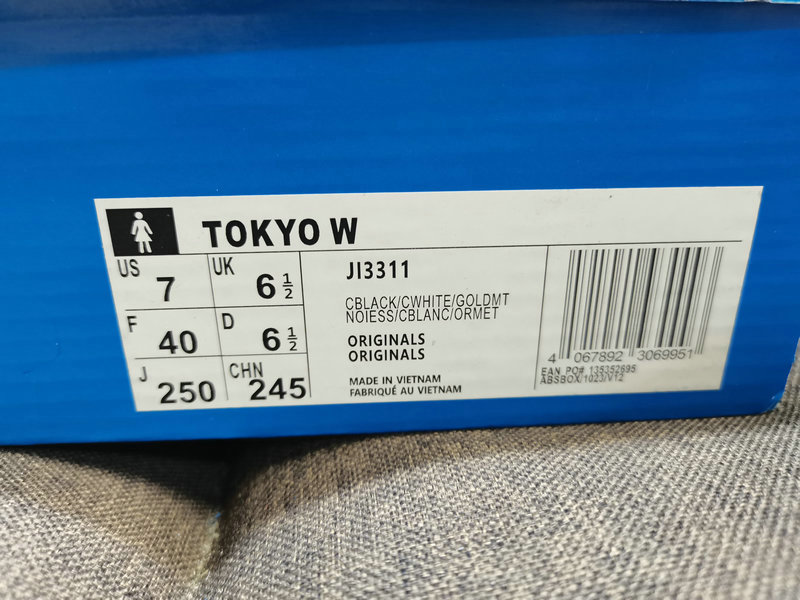 TOKYO W
US 7 UK 6 1/2
F 40 D 6 1/2
J 250 CHN 245
JI3311
CBLACK/CWHITE/GOLDMT
NOIESS/CBLANC/ORMET
ORIGINALS
ORIGINALS
MADE IN VIETNAM
FABRIQUÉ AU VIETNAM
4 067892 306995
EAN PO# 135352695
ABSBOX/1023/V12